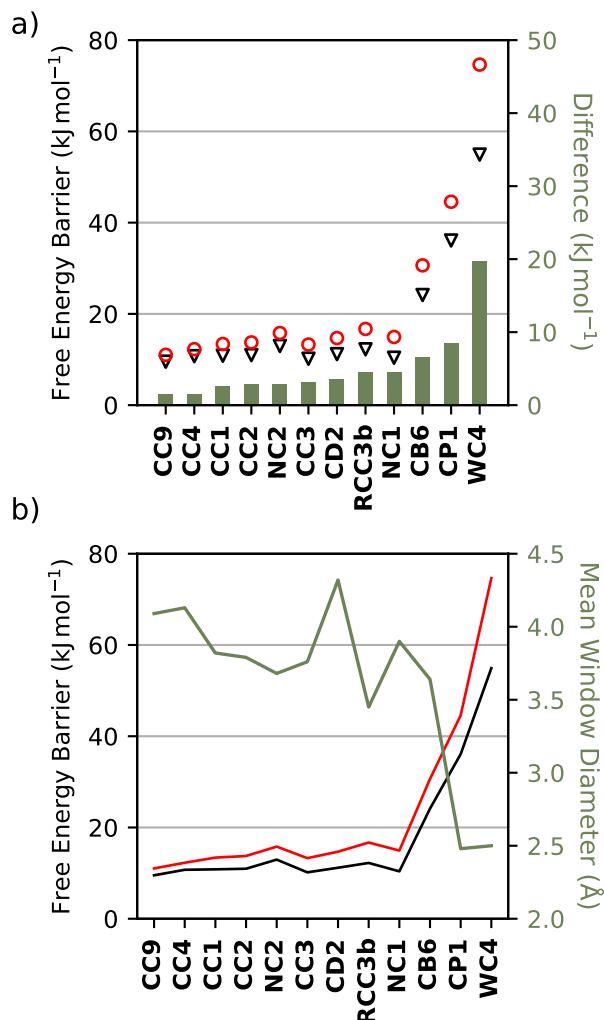 a)
80
60
40
20
0
Free Energy Barrier (kJ mol⁻¹)
50
40
30
20
10
0
Difference (kJ mol⁻¹)
CC9
CC4
CC1
CC2
NC2
CC3
CD2
RCC3b
NC1
CB6
CP1
WC4
b)
80
60
40
20
0
Free Energy Barrier (kJ mol⁻¹)
4.5
4.0
3.5
3.0
2.5
2.0
Mean Window Diameter (Å)
CC9
CC4
CC1
CC2
NC2
CC3
CD2
RCC3b
NC1
CB6
CP1
WC4